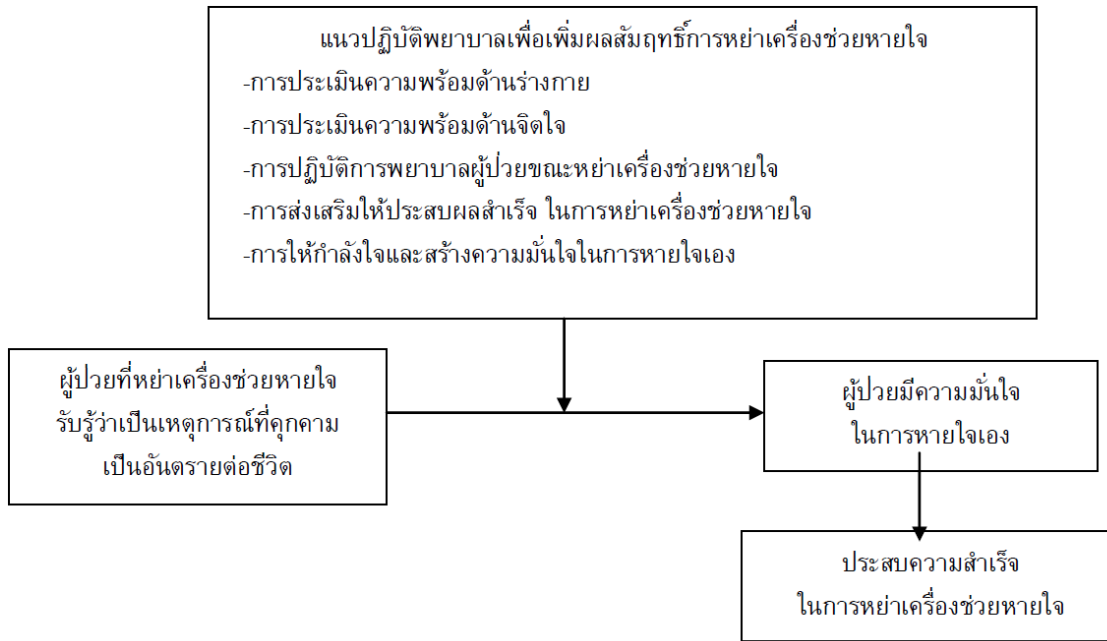 แนวปฏิบัติพยาบาลเพื่อเพิ่มผลสัมฤทธิ์การหย่าเครื่องช่วยหายใจ
-การประเมินความพร้อมด้านร่างกาย
-การประเมินความพร้อมด้านจิตใจ
-การปฏิบัติการพยาบาลผู้ป่วยขณะหย่าเครื่องช่วยหายใจ
-การส่งเสริมให้ประสบผลสำเร็จ ในการหย่าเครื่องช่วยหายใจ
-การให้กำลังใจและสร้างความมั่นใจในการหายใจเอง
ผู้ป่วยที่หย่าเครื่องช่วยหายใจ
รับรู้ว่าเป็นเหตุการณ์ที่คุกคาม
เป็นอันตรายต่อชีวิต
ผู้ป่วยมีความมั่นใจ
ในการหายใจเอง
ประสบความสำเร็จ
ในการหย่าเครื่องช่วยหายใจ